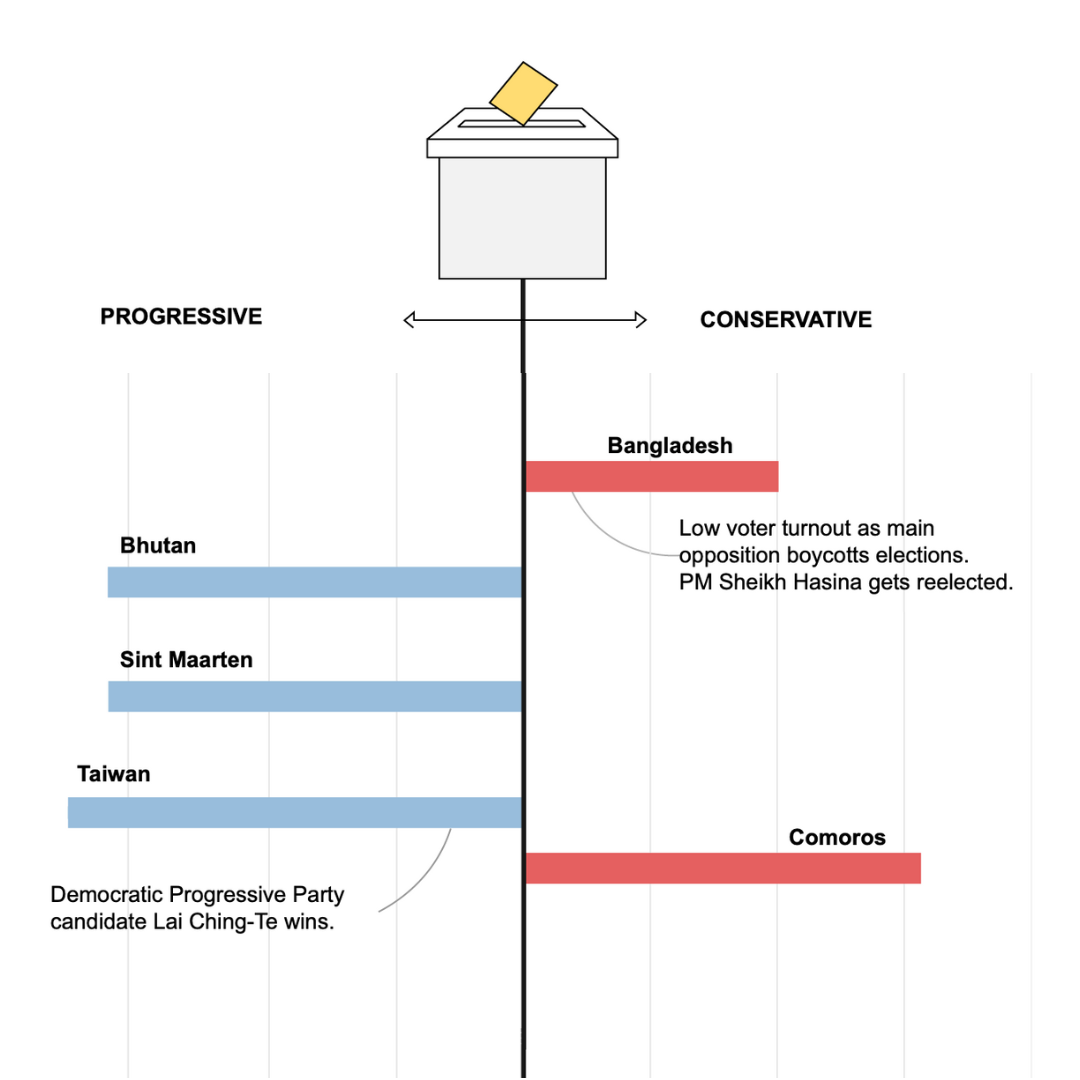 PROGRESSIVE
CONSERVATIVE
Bangladesh
Low voter turnout as main
opposition boycotts elections.
PM Sheikh Hasina gets reelected.
Bhutan
Sint Maarten
Taiwan
Comoros
Democratic Progressive Party
candidate Lai Ching-Te wins.